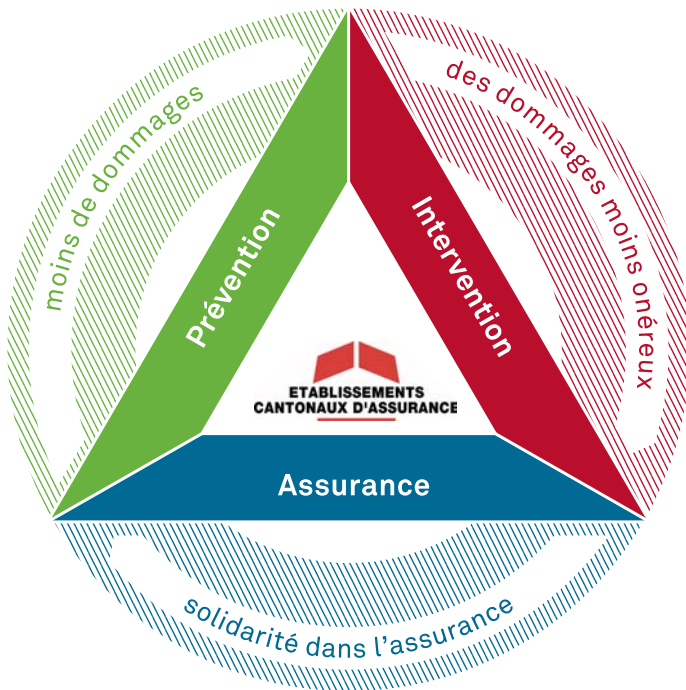 moins de dommages
des dommages moins onéreux
Prévention
Intervention
ETABLISSEMENTS
CANTONAUX D'ASSURANCE
Assurance
solidarité dans l'assurance